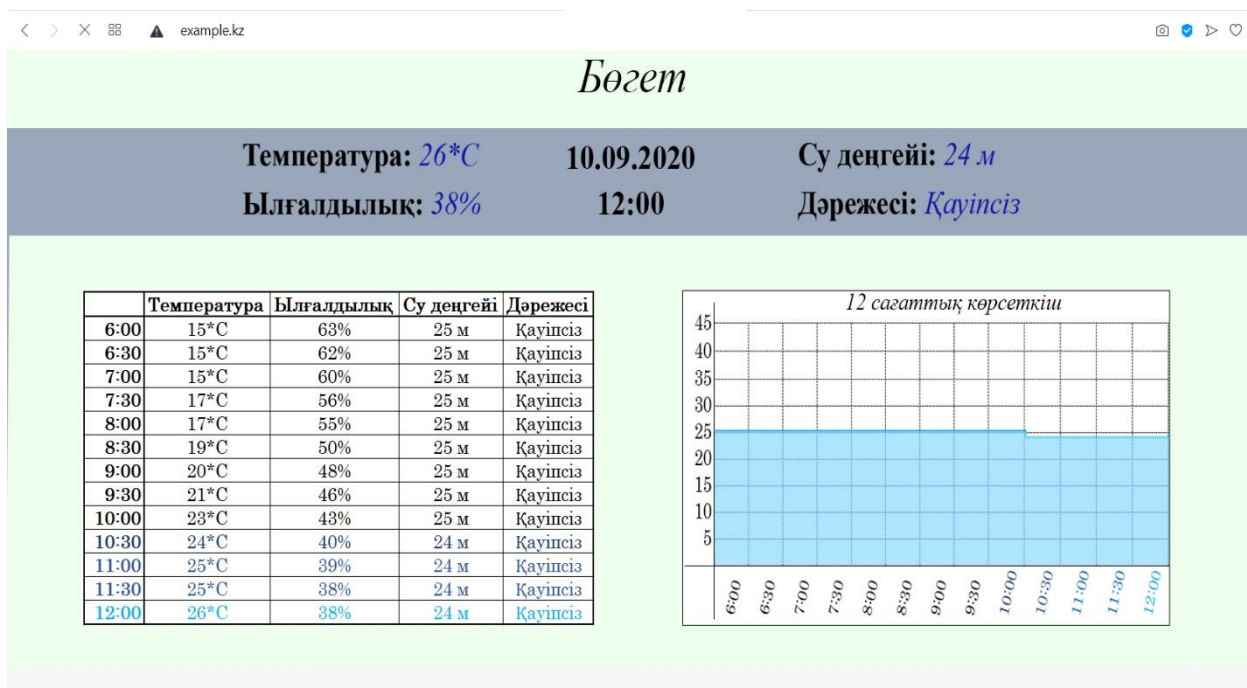 example.kz
Бөгет
Температура: 26*C 10.09.2020 Су деңгейі: 24 м
Ылғалдылық: 38% 12:00 Дәрежесі: Қауіпсіз
Температура Ылғалдылық Су деңгейі Дәрежесі
6:00 15*C 63% 25 м Қауіпсіз
6:30 15*C 62% 25 м Қауіпсіз
7:00 15*C 60% 25 м Қауіпсіз
7:30 17*C 56% 25 м Қауіпсіз
8:00 17*C 55% 25 м Қауіпсіз
8:30 19*C 50% 25 м Қауіпсіз
9:00 20*C 48% 25 м Қауіпсіз
9:30 21*C 46% 25 м Қауіпсіз
10:00 23*C 43% 25 м Қауіпсіз
10:30 24*C 40% 24 м Қауіпсіз
11:00 25*C 39% 24 м Қауіпсіз
11:30 25*C 38% 24 м Қауіпсіз
12:00 26*C 38% 24 м Қауіпсіз
12 сағаттық көрсеткіш
45
40
35
30
25
20
15
10
5
6:00 6:30 7:00 7:30 8:00 8:30 9:00 9:30 10:00 10:30 11:00 11:30 12:00